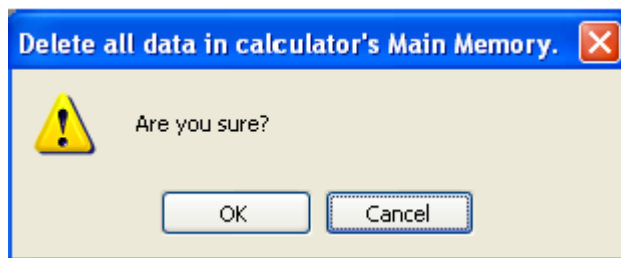 Delete all data in calculator's Main Memory.
Are you sure?
OK
Cancel